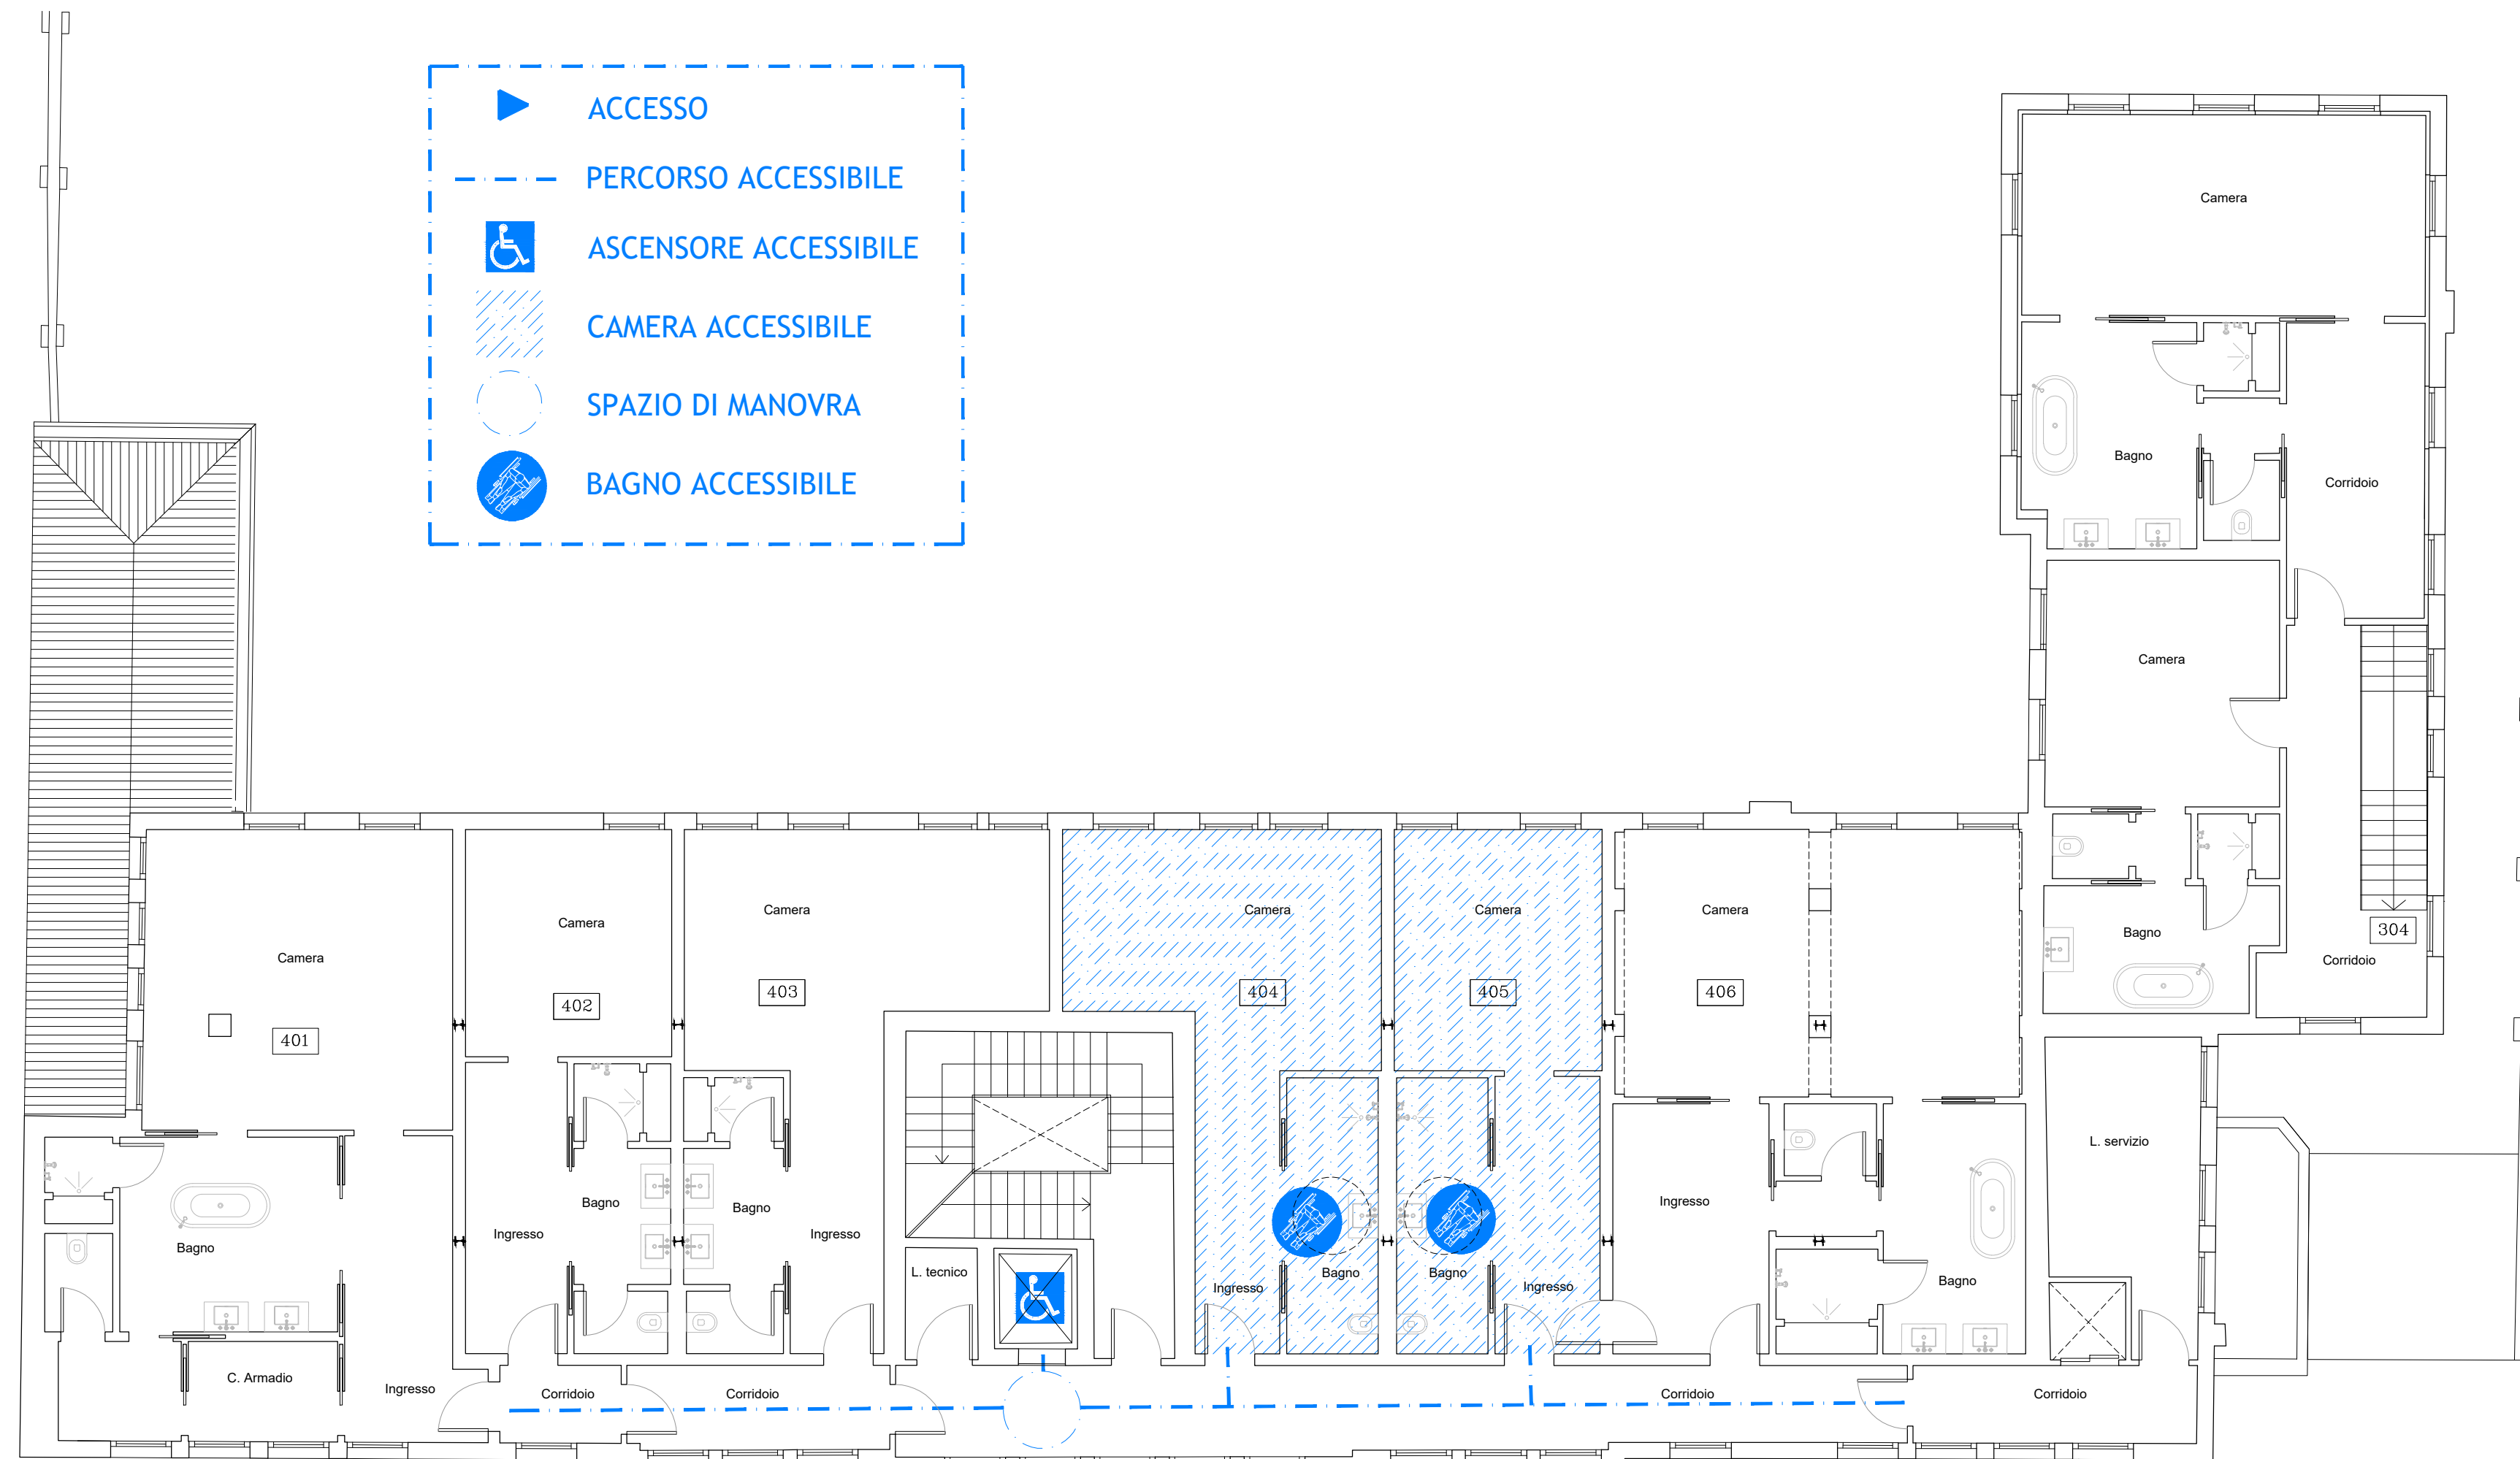 ACCESSO
PERCORSO ACCESSIBILE
ASCENSORE ACCESSIBILE
CAMERA ACCESSIBILE
SPAZIO DI MANOVRA
BAGNO ACCESSIBILE
Camera
Bagno
Corridoio
Camera
Bagno
304
Corridoio
Camera
401
Camera
402
Camera
403
Camera
404
Camera
405
Camera
406
L. servizio
Bagno
Ingresso
Bagno
Bagno
Ingresso
L. tecnico
Ingresso
Bagno
Bagno
Ingresso
Ingresso
Bagno
C. Armadio
Ingresso
Corridoio
Corridoio
Corridoio
Corridoio